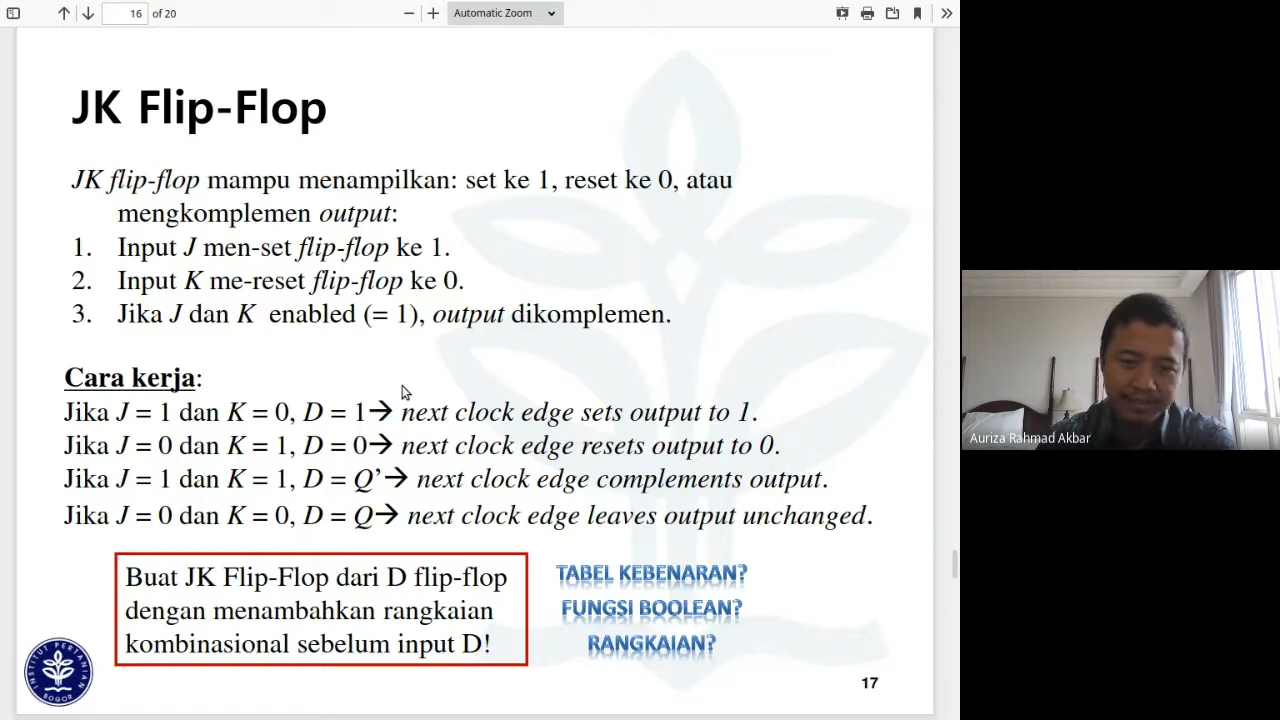 16 of 20
Automatic Zoom
JK Flip-Flop
JK flip-flop mampu menampilkan: set ke 1, reset ke 0, atau
mengkomplemen output:
1. Input J men-set flip-flop ke 1.
2. Input K me-reset flip-flop ke 0.
3. Jika J dan K enabled (= 1), output dikomplemen.
Cara kerja:
Jika J = 1 dan K = 0, D = 1→ next clock edge sets output to 1.
Jika J = 0 dan K = 1, D = 0→ next clock edge resets output to 0.
Jika J = 1 dan K = 1, D = Q’→ next clock edge complements output.
Jika J = 0 dan K = 0, D = Q→ next clock edge leaves output unchanged.
Buat JK Flip-Flop dari D flip-flop
dengan menambahkan rangkaian
kombinasional sebelum input D!
TABEL KEBENARAN?
FUNGSI BOOLEAN?
RANGKAIAN?
INSTITUT PERTANIAN
BOGOR
17
Auriza Rahmad Akbar